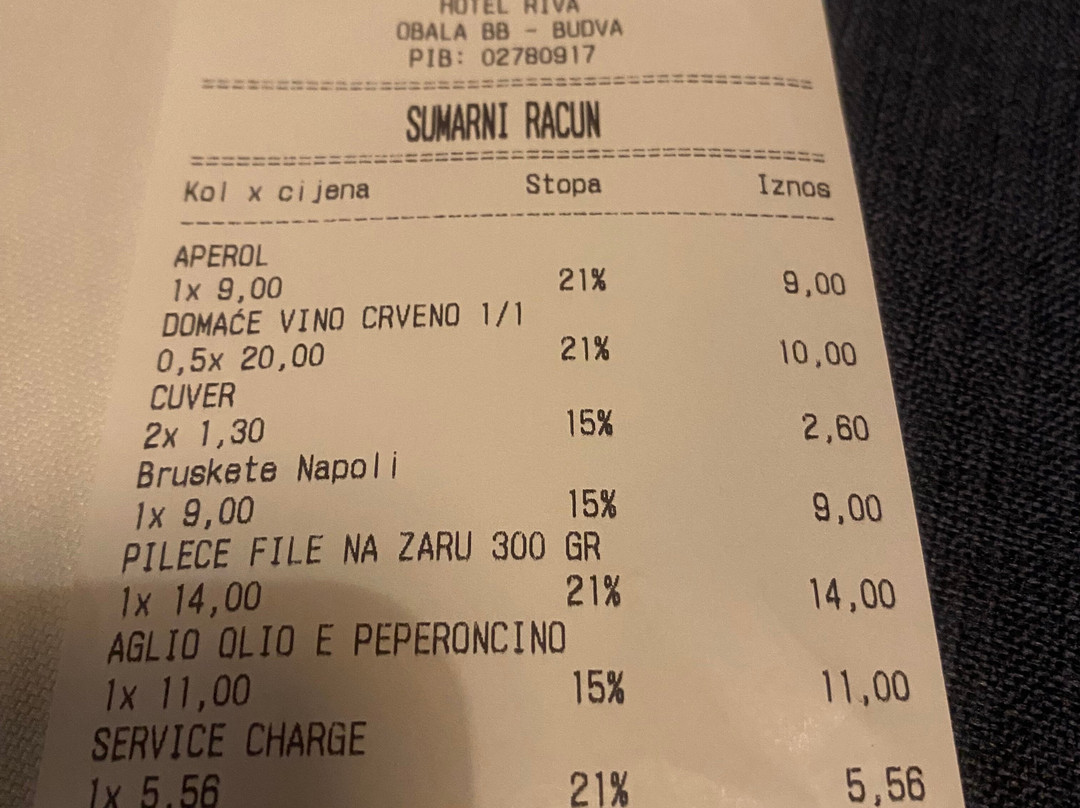 HOTEL RIVA
OBALA BB - BUDVA
PIB: 02780917
SUMARNI RACUN
Kol x cijena Stopa Iznos
APEROL
1x 9,00 21% 9,00
DOMAĆE VINO CRVENO 1/1
0,5x 20,00 21% 10,00
CUVER
2x 1,30 15% 2,60
Bruskete Napoli
1x 9,00 15% 9,00
PILECE FILE NA ZARU 300 GR
1x 14,00 21% 14,00
AGLIO OLIO E PEPERONCINO
1x 11,00 15% 11,00
SERVICE CHARGE
1x 5,56 21% 5,56